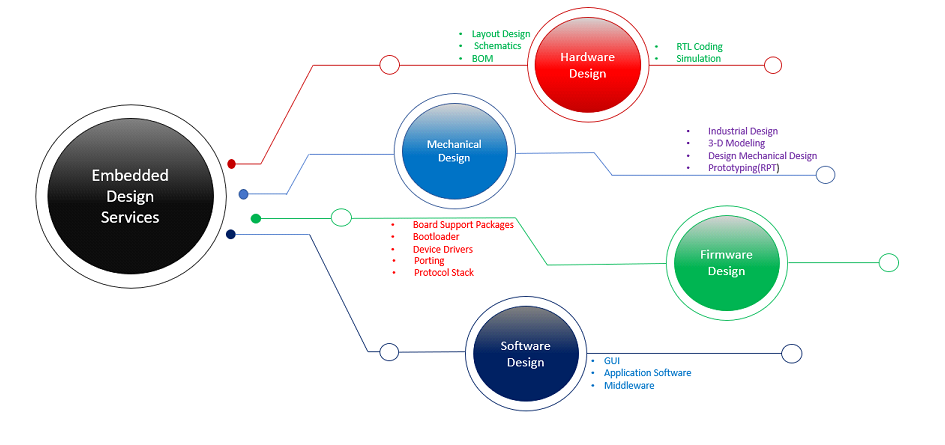 Embedded
Design
Services
• Layout Design
• Schematics
• BOM
Hardware
Design
• RTL Coding
• Simulation
Mechanical
Design
• Industrial Design
• 3-D Modeling
• Design Mechanical Design
• Prototyping(RPT)
• Board Support Packages
• Bootloader
• Device Drivers
• Porting
• Protocol Stack
Firmware
Design
Software
Design
• GUI
• Application Software
• Middleware